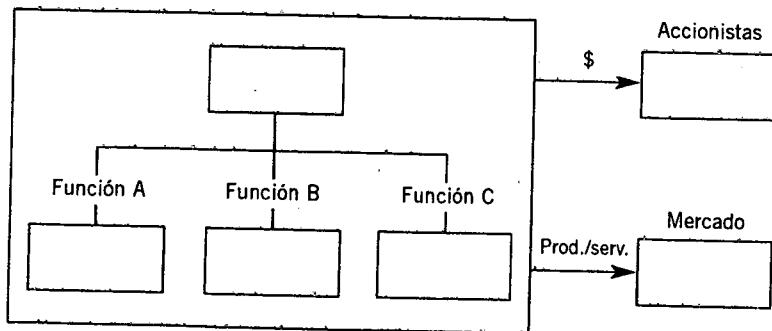 Accionistas
$
Función A
Función B
Función C
Mercado
Prod./serv.